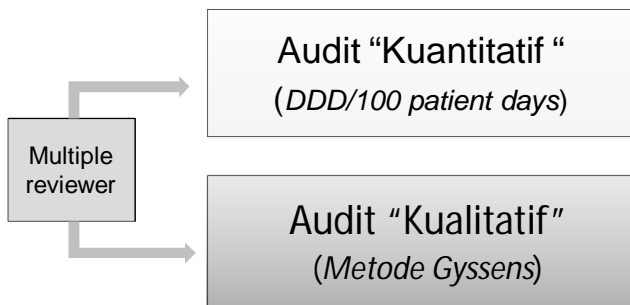 Audit “Kuantitatif “
(DDD/100 patient days)
Multiple
reviewer
Audit “Kualitatif”
(Metode Gyssens)